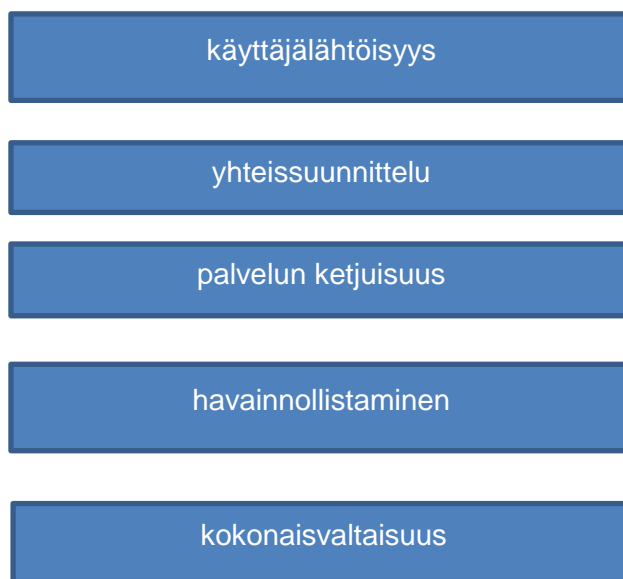 käyttäjälähtöisyys
yhteissuunnittelu
palvelun ketjuisuus
havainnollistaminen
kokonaisvaltaisuus